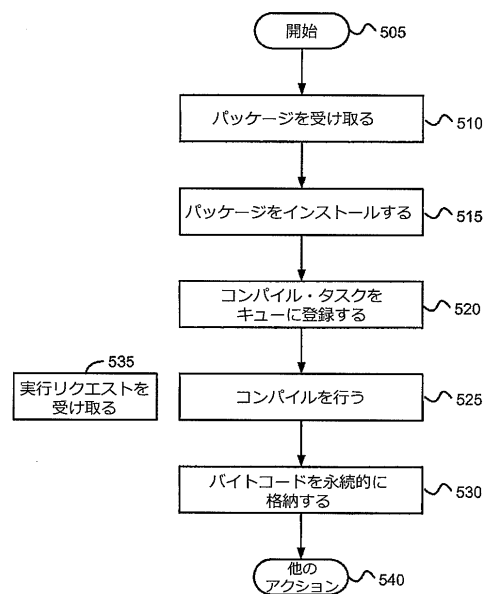 開始
505
パッケージを受け取る
510
パッケージをインストールする
515
コンパイル・タスクを
キューに登録する
520
535
実行リクエストを
受け取る
コンパイルを行う
525
バイトコードを永続的に
格納する
530
他の
アクション
540